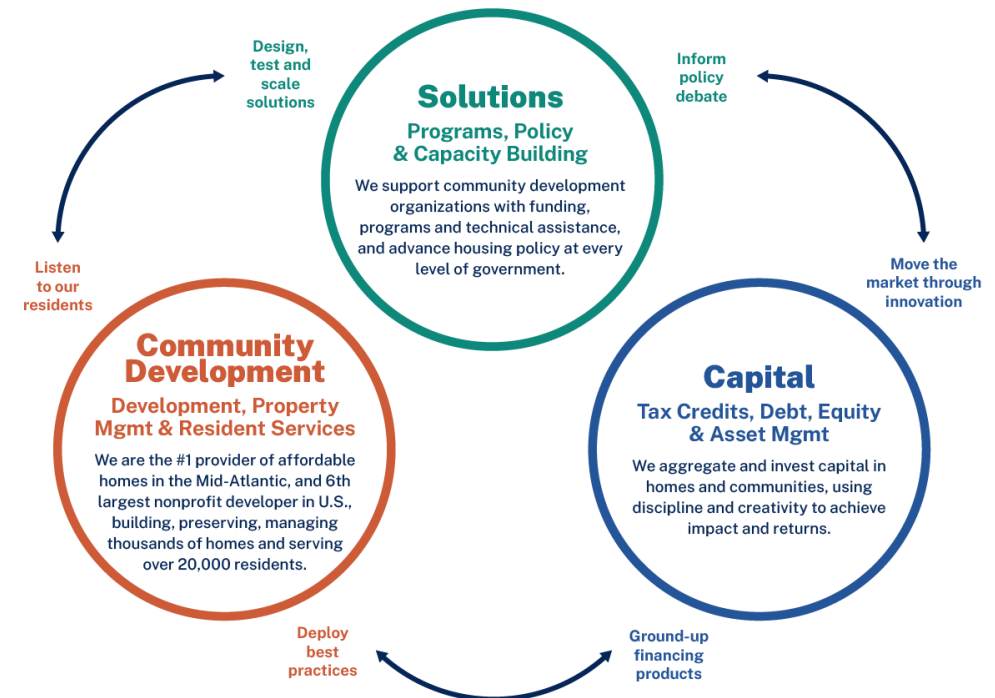 Design,
test and
scale
solutions
Inform
policy
debate
Solutions
Programs, Policy
& Capacity Building
We support community development
organizations with funding,
programs and technical assistance,
and advance housing policy at every
level of government.
Listen
to our
residents
Move the
market through
innovation
Community
Development
Development, Property
Mgmt & Resident Services
We are the #1 provider of affordable
homes in the Mid-Atlantic, and 6th
largest nonprofit developer in U.S.,
building, preserving, managing
thousands of homes and serving
over 20,000 residents.
Capital
Tax Credits, Debt, Equity
& Asset Mgmt
We aggregate and invest capital in
homes and communities, using
discipline and creativity to achieve
impact and returns.
Deploy
best
practices
Ground-up
financing
products